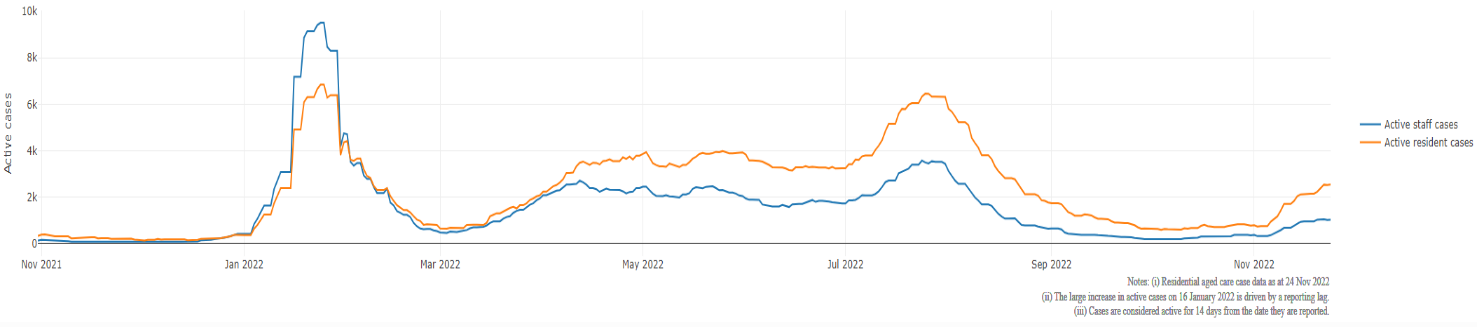 10k
8k
6k
4k
2k
0
Active cases
Nov 2021
Jan 2022
Mar 2022
May 2022
Jul 2022
Sep 2022
Nov 2022
Active staff cases
Active resident cases
Notes: (i) Residential aged care case data as at 24 Nov 2022
(ii) The large increase in active cases on 16 January 2022 is driven by a reporting lag.
(iii) Cases are considered active for 14 days from the date they are reported.